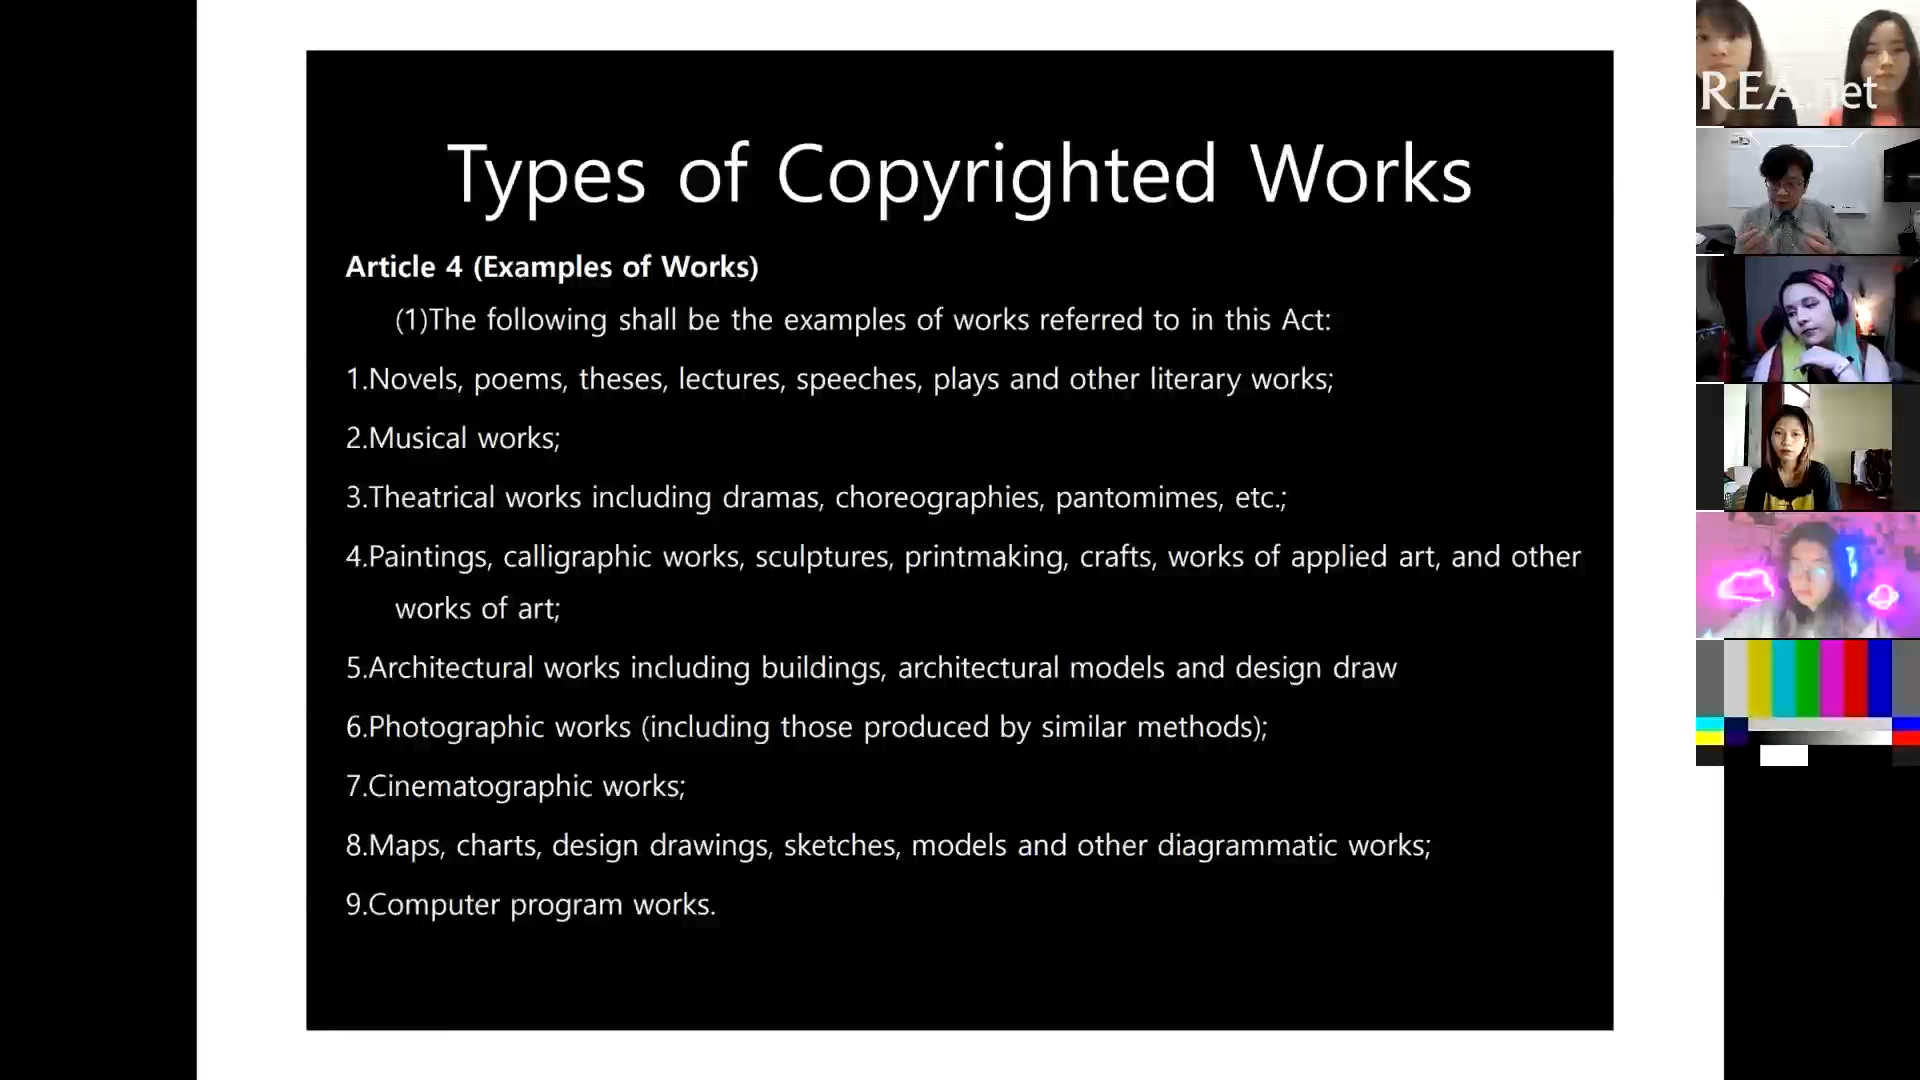 Types of Copyrighted Works
Article 4 (Examples of Works)
(1)The following shall be the examples of works referred to in this Act:
1.Novels, poems, theses, lectures, speeches, plays and other literary works;
2.Musical works;
3.Theatrical works including dramas, choreographies, pantomimes, etc.;
4.Paintings, calligraphic works, sculptures, printmaking, crafts, works of applied art, and other
works of art;
5.Architectural works including buildings, architectural models and design draw
6.Photographic works (including those produced by similar methods);
7.Cinematographic works;
8.Maps, charts, design drawings, sketches, models and other diagrammatic works;
9.Computer program works.
REA.net